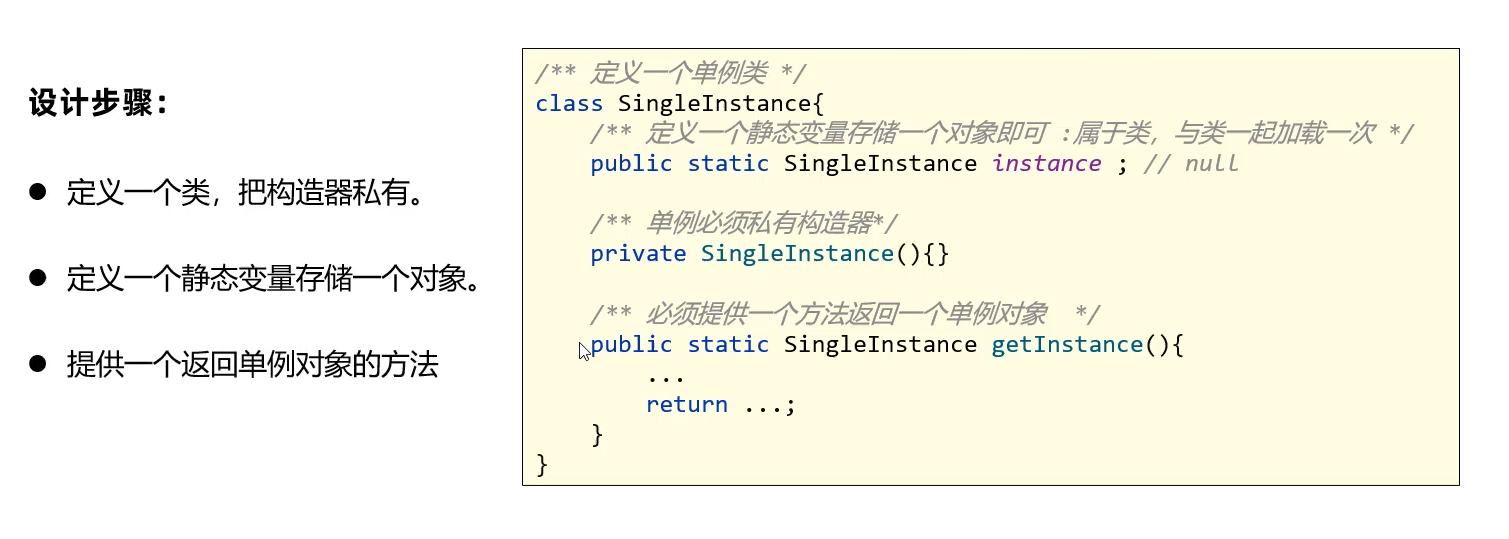 设计步骤：
● 定义一个类，把构造器私有。
● 定义一个静态变量存储一个对象。
● 提供一个返回单例对象的方法
/** 定义一个单例类 */
class SingleInstance{
    /** 定义一个静态变量存储一个对象即可 :属于类，与类一起加载一次 */
    public static SingleInstance instance ; // null
    /** 单例必须私有构造器*/
    private SingleInstance(){}
    /** 必须提供一个方法返回一个单例对象  */
    public static SingleInstance getInstance(){
        ...
        return ...;
    }
}